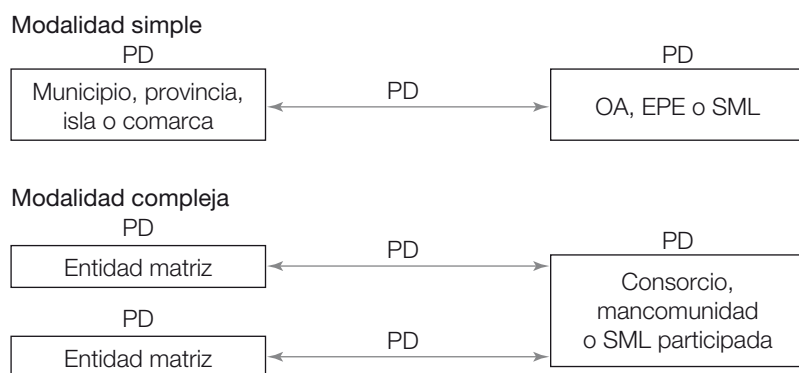 Modalidad simple
PD
Municipio, provincia,
isla o comarca
PD
PD
OA, EPE o SML
Modalidad compleja
PD
Entidad matriz
PD
PD
Entidad matriz
PD
PD
Consorcio,
mancomunidad
o SML participada